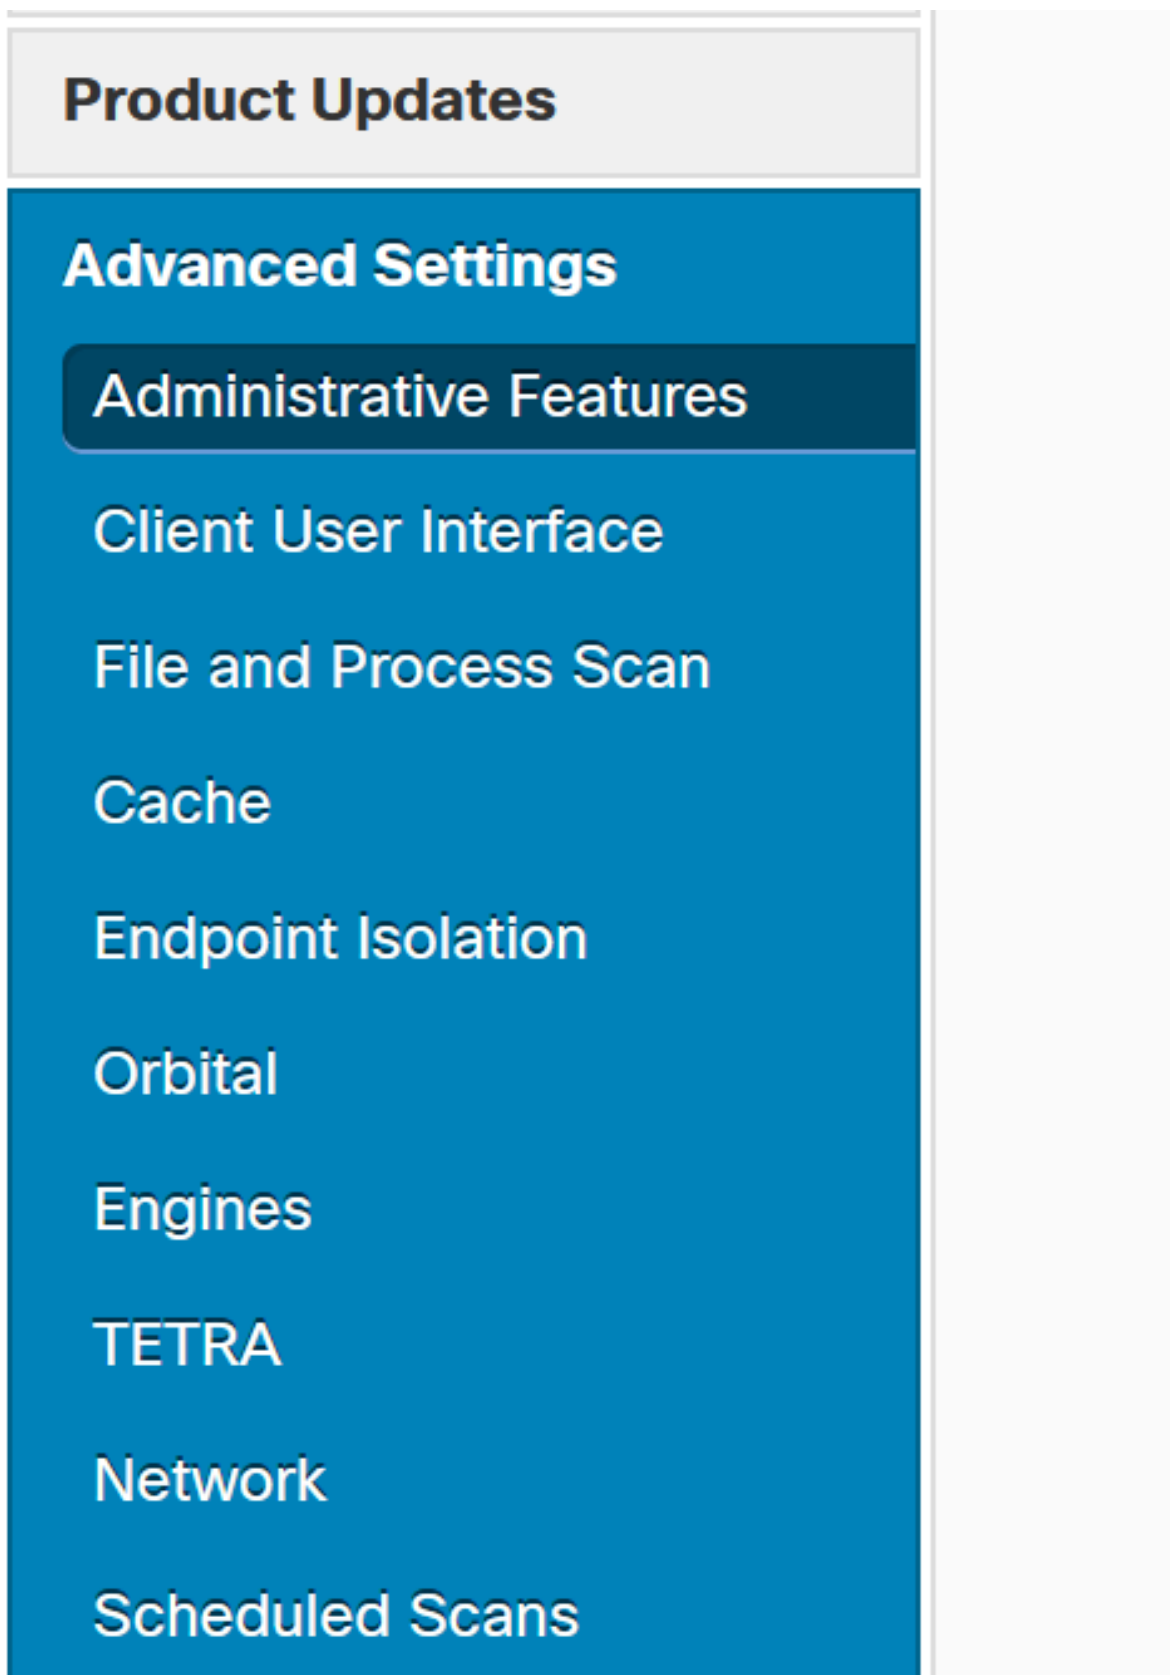 Product Updates
Advanced Settings
Administrative Features
Client User Interface
File and Process Scan
Cache
Endpoint Isolation
Orbital
Engines
TETRA
Network
Scheduled Scans